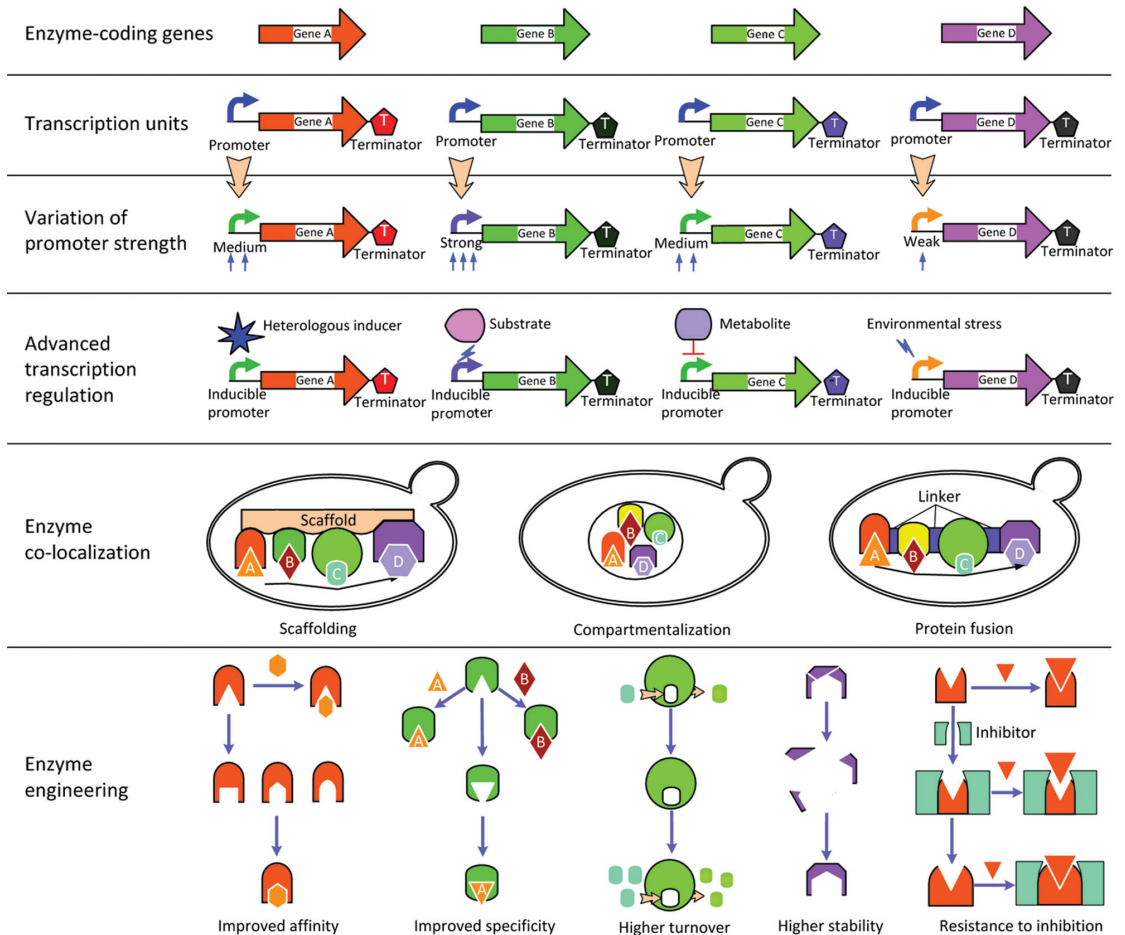 Enzyme-coding genes
Gene A
Gene B
Gene C
Gene D
Transcription units
Gene A
T
Promoter
Terminator
Gene B
T
Promoter
Terminator
Gene C
T
Promoter
Terminator
Gene D
T
promoter
Terminator
Variation of
promoter strength
Gene A
T
Medium
Terminator
Gene B
T
Strong
Terminator
Gene C
T
Medium
Terminator
Gene D
T
Weak
Terminator
Advanced
transcription
regulation
Heterologous inducer
Gene A
T
Inducible
promoter
Terminator
Substrate
Gene B
T
Inducible
promoter
Terminator
Metabolite
Gene C
T
Inducible
promoter
Terminator
Environmental stress
Gene D
T
Inducible
promoter
Terminator
Enzyme
co-localization
Scaffold
A
B
C
D
Scaffolding
B
C
A
D
Compartmentalization
Linker
A
B
C
D
Protein fusion
Enzyme
engineering
Improved affinity
A
B
A
B
A
Improved specificity
Higher turnover
Higher stability
Inhibitor
Resistance to inhibition